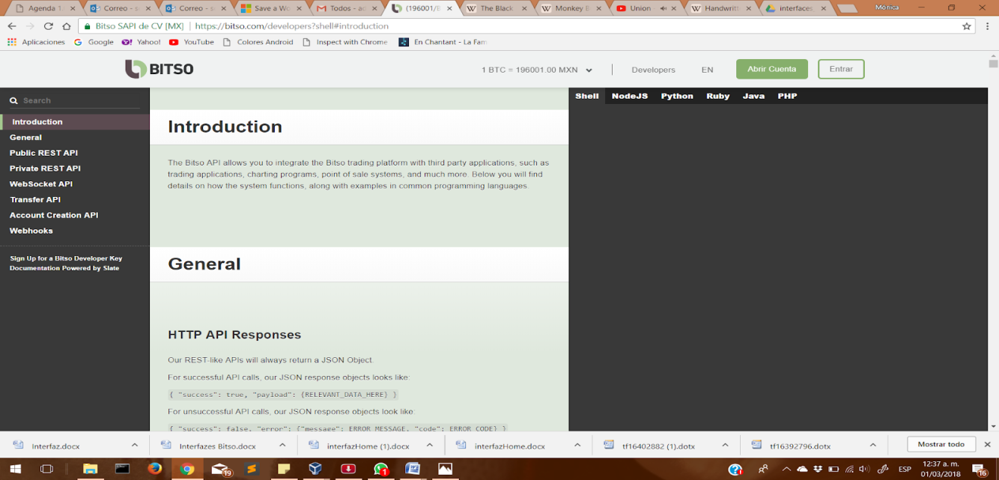 Agenda 1
Correo - s
Correo - s
Save a Wo
Todos - ac
(196001/B
The Black
Monkey B
Union
Handwritt
interfaces
Mónica
Bitso SAPI de CV [MX] | https://bitso.com/developers?shell#introduction
Aplicaciones Google Yahoo! YouTube Colores Android Inspect with Chrome En Chantant - La Fam
BITSO
1 BTC = 196001.00 MXN
Developers
EN
Abrir Cuenta
Entrar
Search
Introduction
General
Public REST API
Private REST API
WebSocket API
Transfer API
Account Creation API
Webhooks
Sign Up for a Bitso Developer Key
Documentation Powered by Slate
Introduction
The Bitso API allows you to integrate the Bitso trading platform with third party applications, such as
trading applications, charting programs, point of sale systems, and much more. Below you will find
details on how the system functions, along with examples in common programming languages.
General
HTTP API Responses
Our REST-like APIs will always return a JSON Object.
For successful API calls, our JSON response objects looks like:
{ "success": true, "payload": {RELEVANT_DATA_HERE} }
For unsuccessful API calls, our JSON response objects look like:
{ "success": false, "error": {"message": ERROR_MESSAGE, "code": ERROR_CODE} }
Shell NodeJS Python Ruby Java PHP
Interfaz.docx
Interfazes Bitso.docx
interfazHome (1).docx
interfazHome.docx
tf16402882 (1).dotx
tf16392796.dotx
Mostrar todo
19
1
ESP
12:37 a. m.
01/03/2018
16